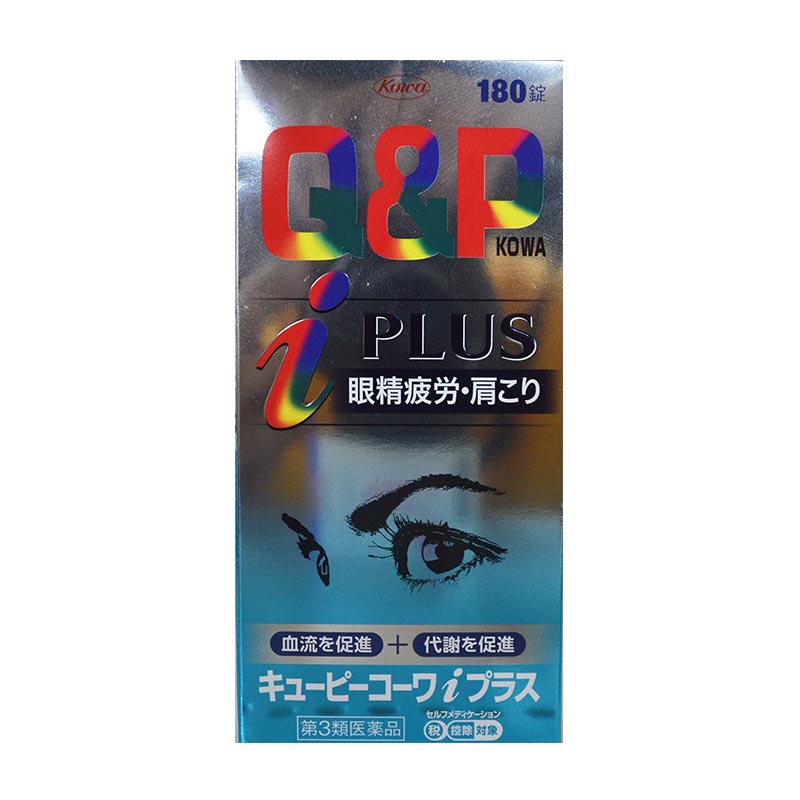 Kowa
180錠
Q&P
KOWA
i PLUS
眼精疲労・肩こり
血流を促進 + 代謝を促進
キューピーコーワiプラス
第3類医薬品
セルフメディケーション
税 控除 対象